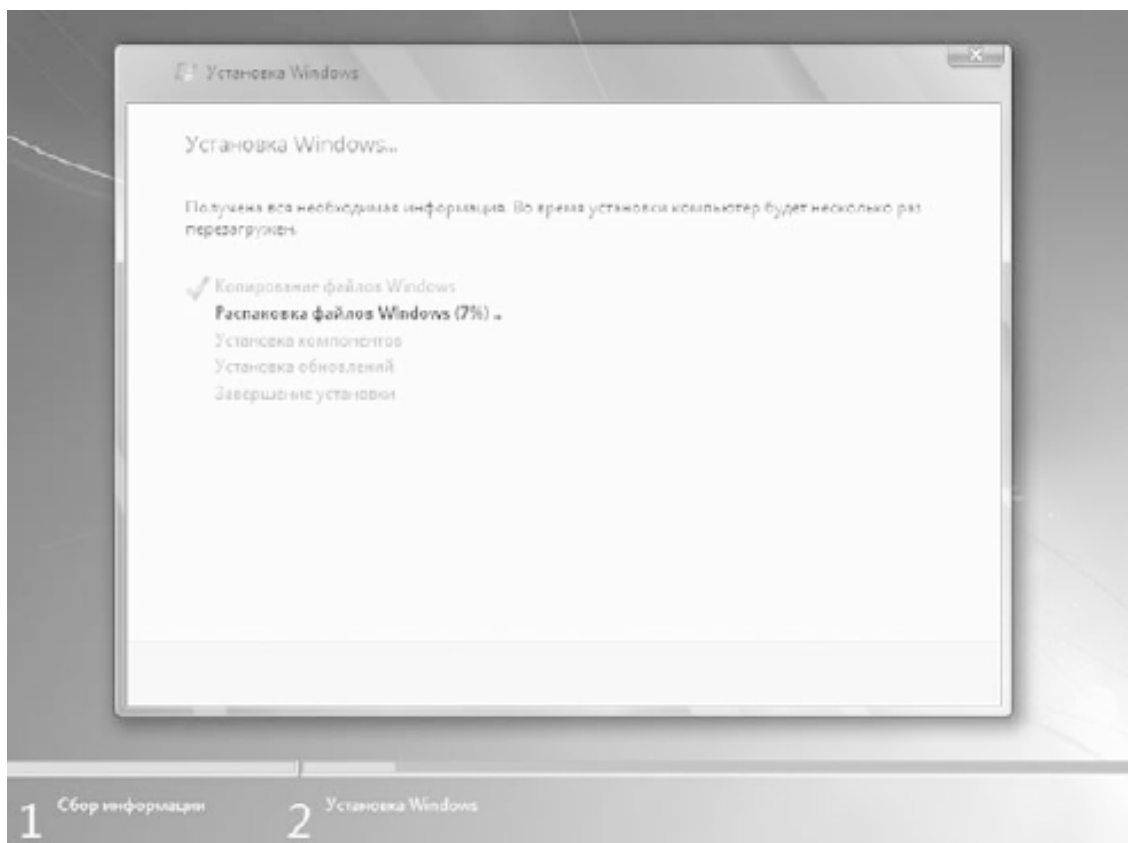 Установка Windows
Установка Windows...
Получена вся необходимая информация. Во время установки компьютер будет несколько раз
перезагружен.
Копирование файлов Windows
Распаковка файлов Windows (7%) ..
Установка компонентов
Установка обновлений
Завершение установки
1 Сбор информации
2 Установка Windows